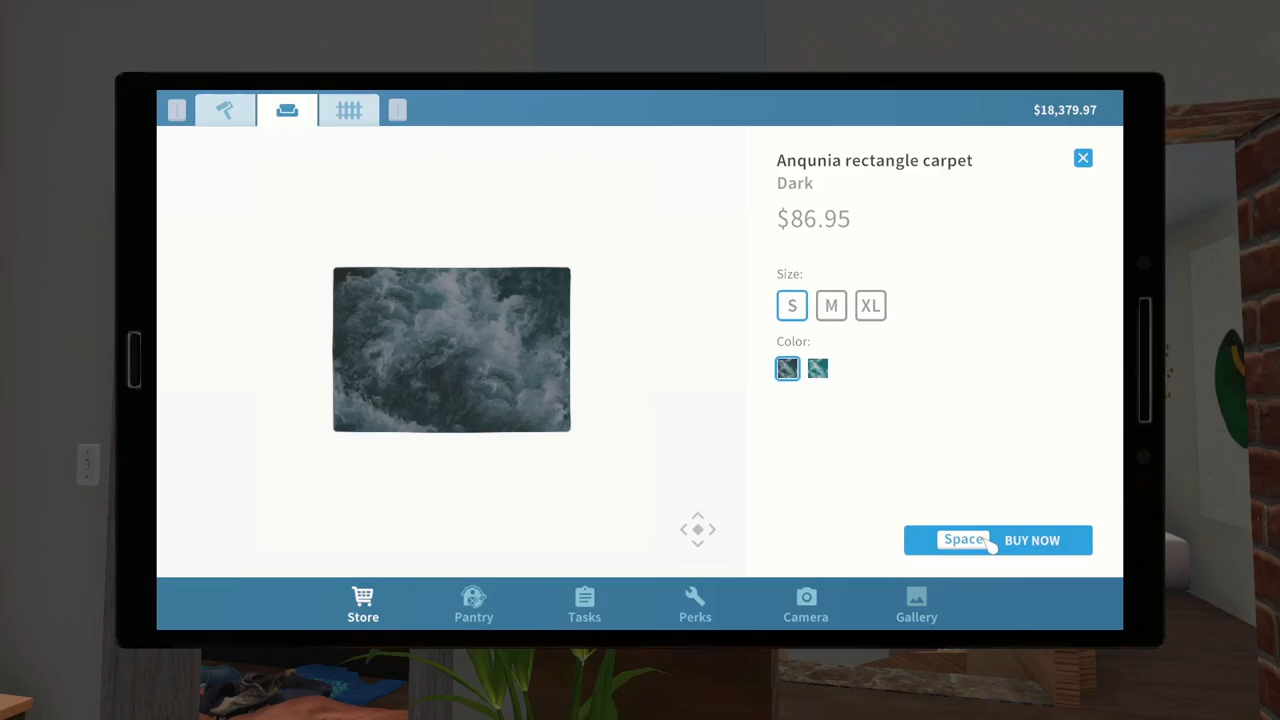 $18,379.97
Anqunia rectangle carpet
Dark
$86.95
Size:
S M XL
Color:
Space BUY NOW
Store Pantry Tasks Perks Camera Gallery